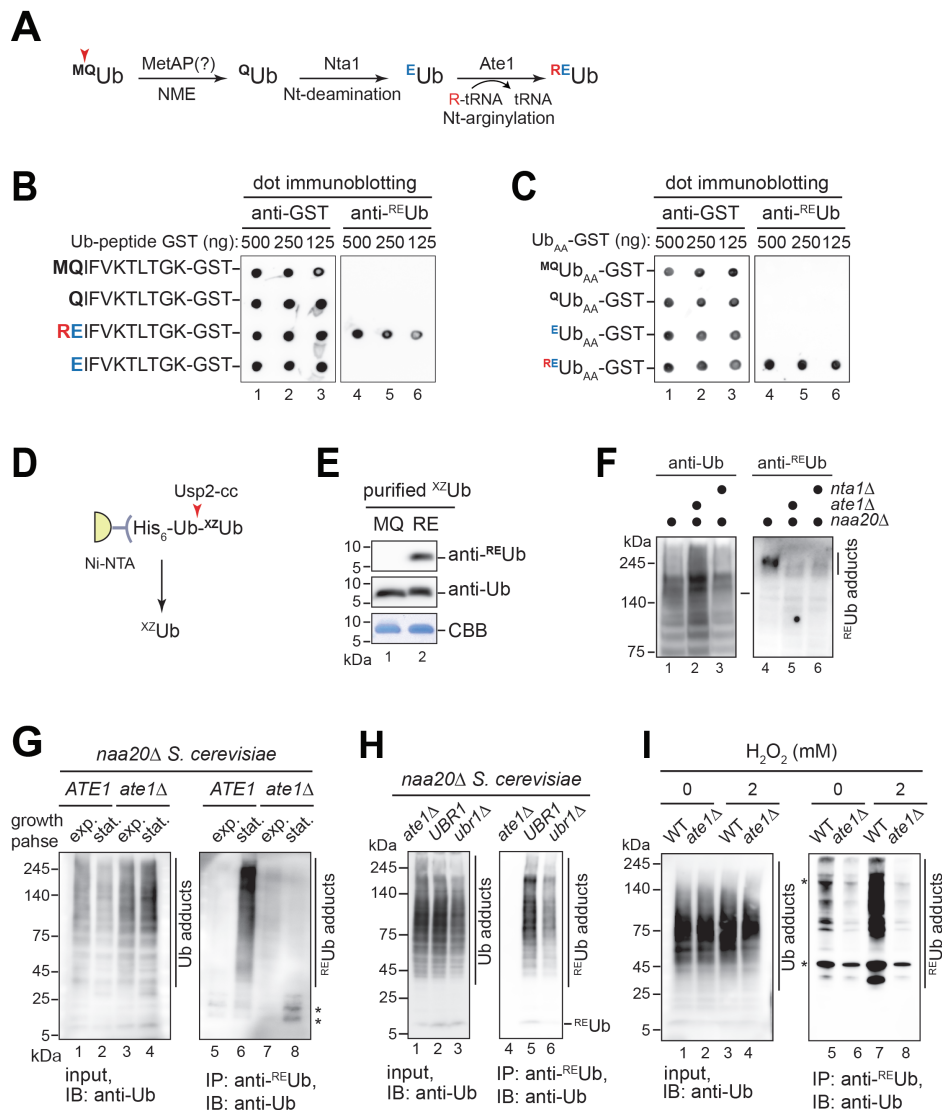 A
MQUb MetAP(?) NME QUb Nta1 Nt-deamination EUb Ate1 R-tRNA tRNA Nt-arginylation REUb
B
dot immunoblotting
anti-GST anti-REUb
Ub-peptide GST (ng): 500 250 125 500 250 125
MQIFVKTLTGK-GST
QIFVKTLTGK-GST
REIFVKTLTGK-GST
EIFVKTLTGK-GST
1 2 3 4 5 6
C
dot immunoblotting
anti-GST anti-REUb
UbAA-GST (ng): 500 250 125 500 250 125
MQUbAA-GST
QUbAA-GST
EUbAA-GST
REUbAA-GST
1 2 3 4 5 6
D
Usp2-cc
His6-Ub-XZUb
Ni-NTA
XZUb
E
purified XZUb
MQ RE
10 5 anti-REUb
10 5 anti-Ub
10 5 CBB
kDa 1 2
F
anti-Ub anti-REUb
nta1Δ
ate1Δ
naa20Δ
kDa
245
140
75
REUb adducts
1 2 3 4 5 6
G
naa20Δ S. cerevisiae
ATE1 ate1Δ ATE1 ate1Δ
growth
pahse
exp. stat. exp. stat. exp. stat. exp. stat.
245
140
75
45
25
5
kDa
Ub adducts
REUb adducts
*
*
1 2 3 4 5 6 7 8
input,
IB: anti-Ub
IP: anti-REUb,
IB: anti-Ub
H
naa20Δ S. cerevisiae
ate1Δ UBR1 ubr1Δ ate1Δ UBR1 ubr1Δ
kDa
245
140
75
45
25
5
Ub adducts
REUb adducts
REUb
1 2 3 4 5 6
input,
IB: anti-Ub
IP: anti-REUb,
IB: anti-Ub
I
H2O2 (mM)
0 2 0 2
WT ate1Δ WT ate1Δ WT ate1Δ WT ate1Δ
kDa
245
140
75
45
25
5
Ub adducts
REUb adducts
*
*
1 2 3 4 5 6 7 8
input,
IB: anti-Ub
IP: anti-REUb,
IB: anti-Ub